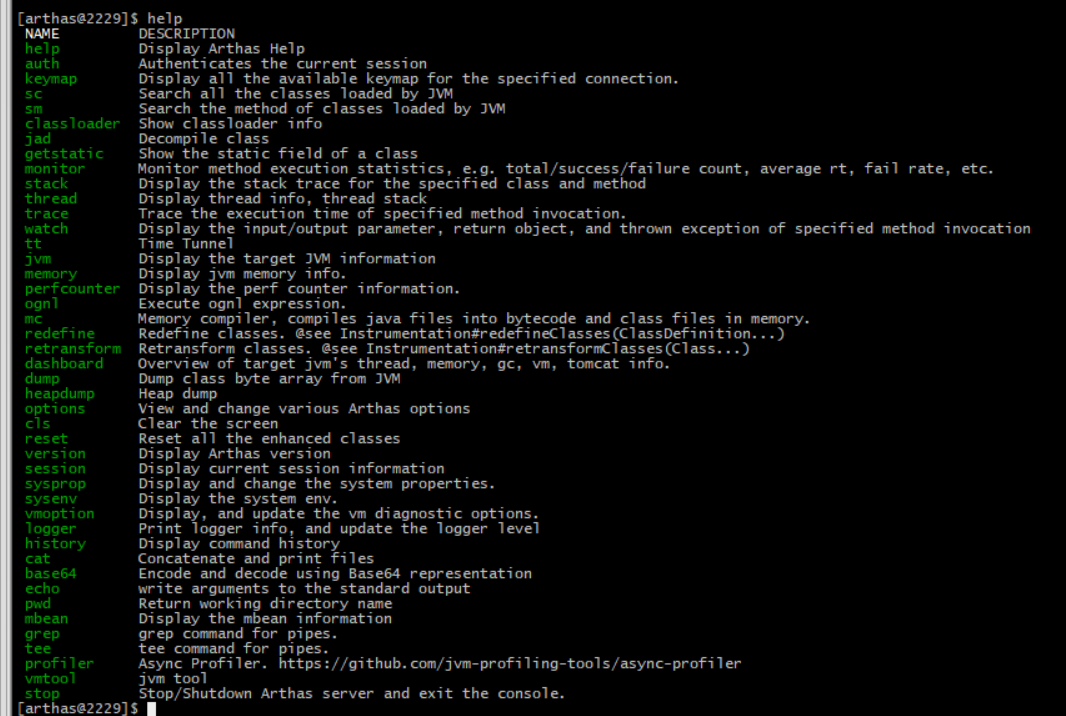 [arthas@2229]$ help
NAME DESCRIPTION
help Display Arthas Help
auth Authenticates the current session
keymap Display all the available keymap for the specified connection.
sc Search all the classes loaded by JVM
sm Search the method of classes loaded by JVM
classloader Show classloader info
jad Decompile class
getstatic Show the static field of a class
monitor Monitor method execution statistics, e.g. total/success/failure count, average rt, fail rate, etc.
stack Display the stack trace for the specified class and method
thread Display thread info, thread stack
trace Trace the execution time of specified method invocation.
watch Display the input/output parameter, return object, and thrown exception of specified method invocation
tt Time Tunnel
jvm Display the target JVM information
memory Display jvm memory info.
perfcounter Display the perf counter information.
ognl Execute ognl expression.
mc Memory compiler, compiles java files into bytecode and class files in memory.
redefine Redefine classes. @see Instrumentation#redefineClasses(ClassDefinition...)
retransform Retransform classes. @see Instrumentation#retransformClasses(Class...)
dashboard Overview of target jvm's thread, memory, gc, vm, tomcat info.
dump Dump class byte array from JVM
heapdump Heap dump
options View and change various Arthas options
cls Clear the screen
reset Reset all the enhanced classes
version Display Arthas version
session Display current session information
sysprop Display and change the system properties.
sysenv Display the system env.
vmoption Display, and update the vm diagnostic options.
logger Print logger info, and update the logger level
history Display command history
cat Concatenate and print files
base64 Encode and decode using Base64 representation
echo write arguments to the standard output
pwd Return working directory name
mbean Display the mbean information
grep grep command for pipes.
tee tee command for pipes.
profiler Async Profiler. https://github.com/jvm-profiling-tools/async-profiler
vmtool jvm tool
stop Stop/Shutdown Arthas server and exit the console.
[arthas@2229]$